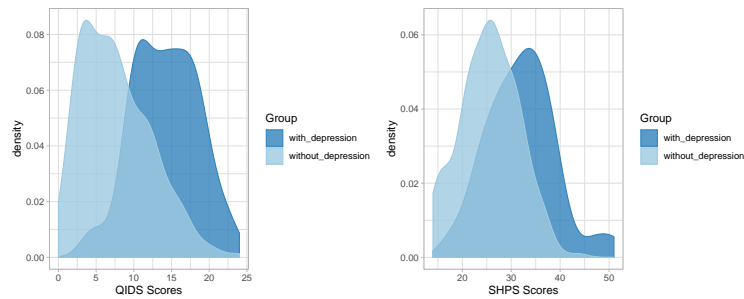 0.08
0.06
0.04
0.02
0.00
density
0 5 10 15 20 25
QIDS Scores
Group
with_depression
without_depression
0.06
0.04
0.02
0.00
density
20 30 40 50
SHPS Scores
Group
with_depression
without_depression